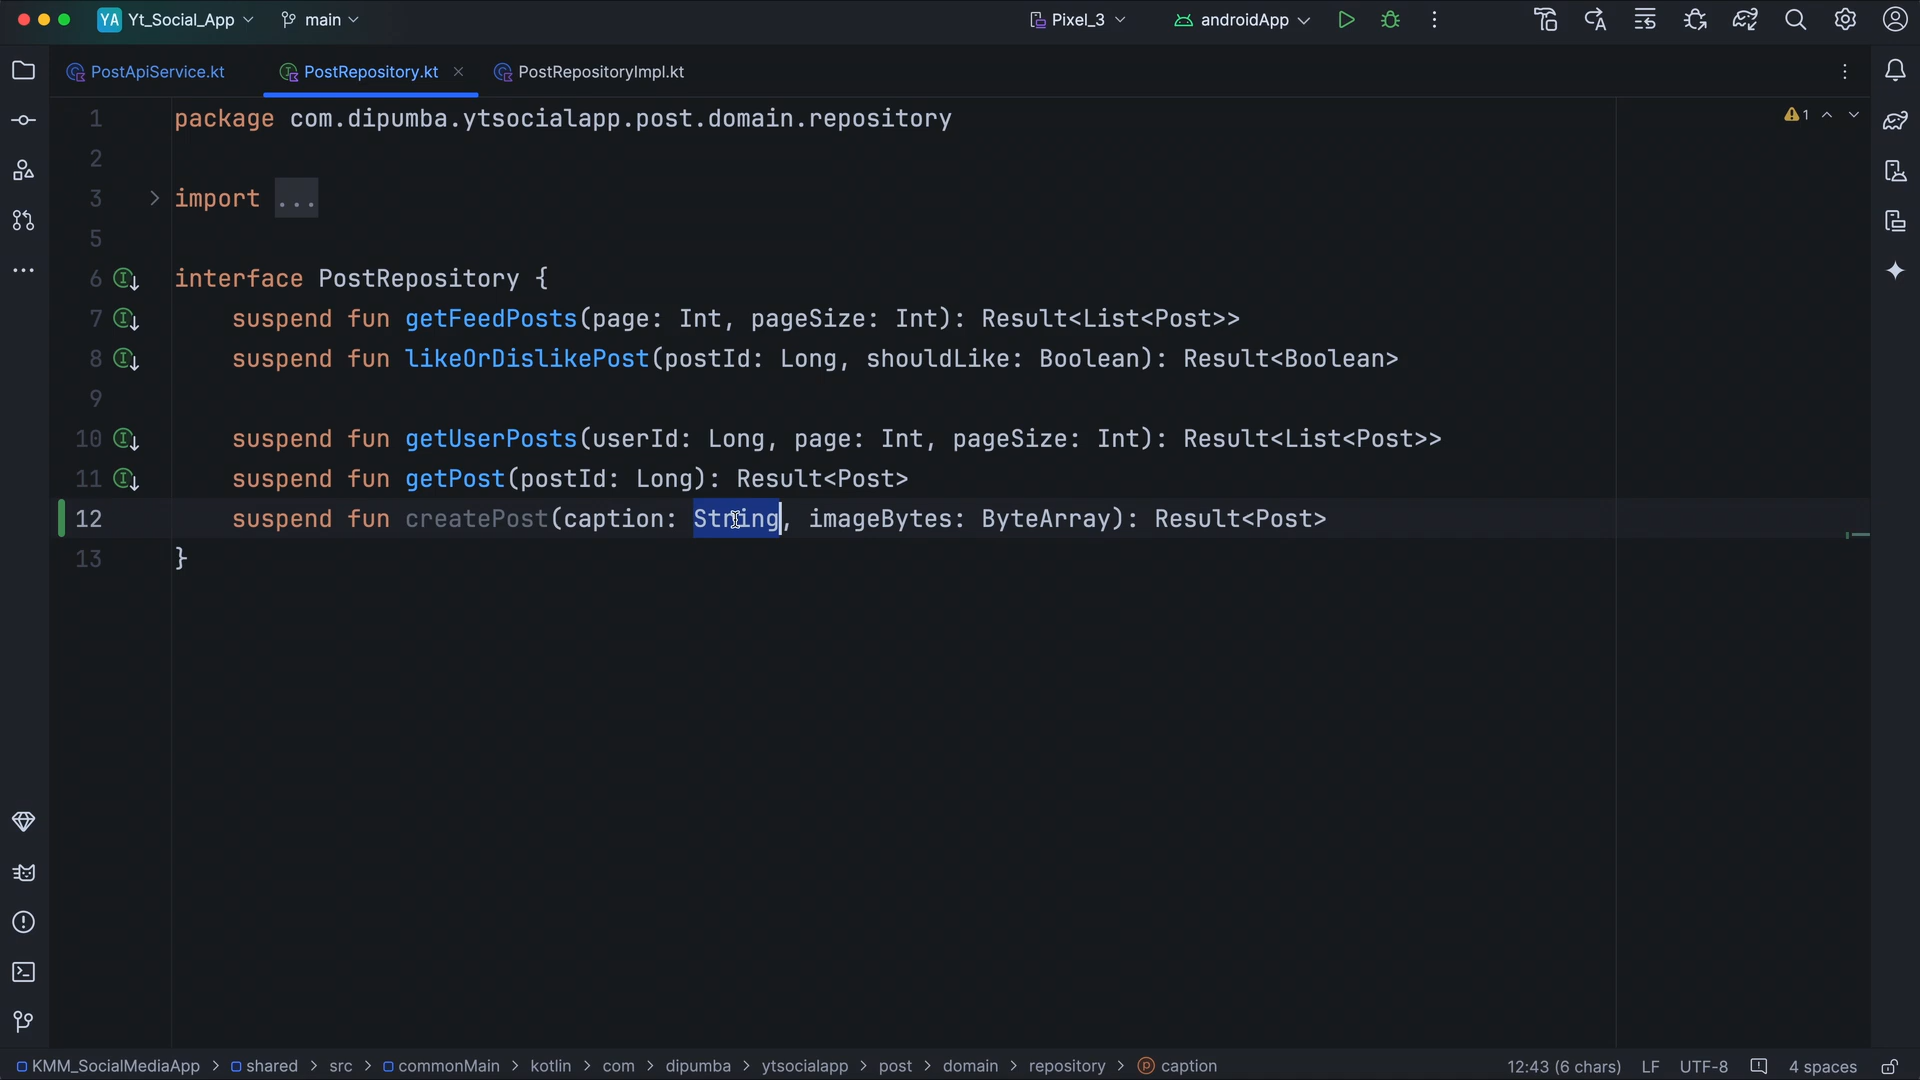 YA Yt_Social_App main Pixel_3 androidApp
PostApiService.kt PostRepository.kt PostRepositoryImpl.kt
1 package com.dipumba.ytsocialapp.post.domain.repository
1
2
3 import ...
5
6 interface PostRepository {
7 suspend fun getFeedPosts(page: Int, pageSize: Int): Result<List<Post>>
8 suspend fun likeOrDislikePost(postId: Long, shouldLike: Boolean): Result<Boolean>
9
10 suspend fun getUserPosts(userId: Long, page: Int, pageSize: Int): Result<List<Post>>
11 suspend fun getPost(postId: Long): Result<Post>
12 suspend fun createPost(caption: String, imageBytes: ByteArray): Result<Post>
13 }
KMM_SocialMediaApp > shared > src > commonMain > kotlin > com > dipumba > ytsocialapp > post > domain > repository > caption 12:43 (6 chars) LF UTF-8 4 spaces